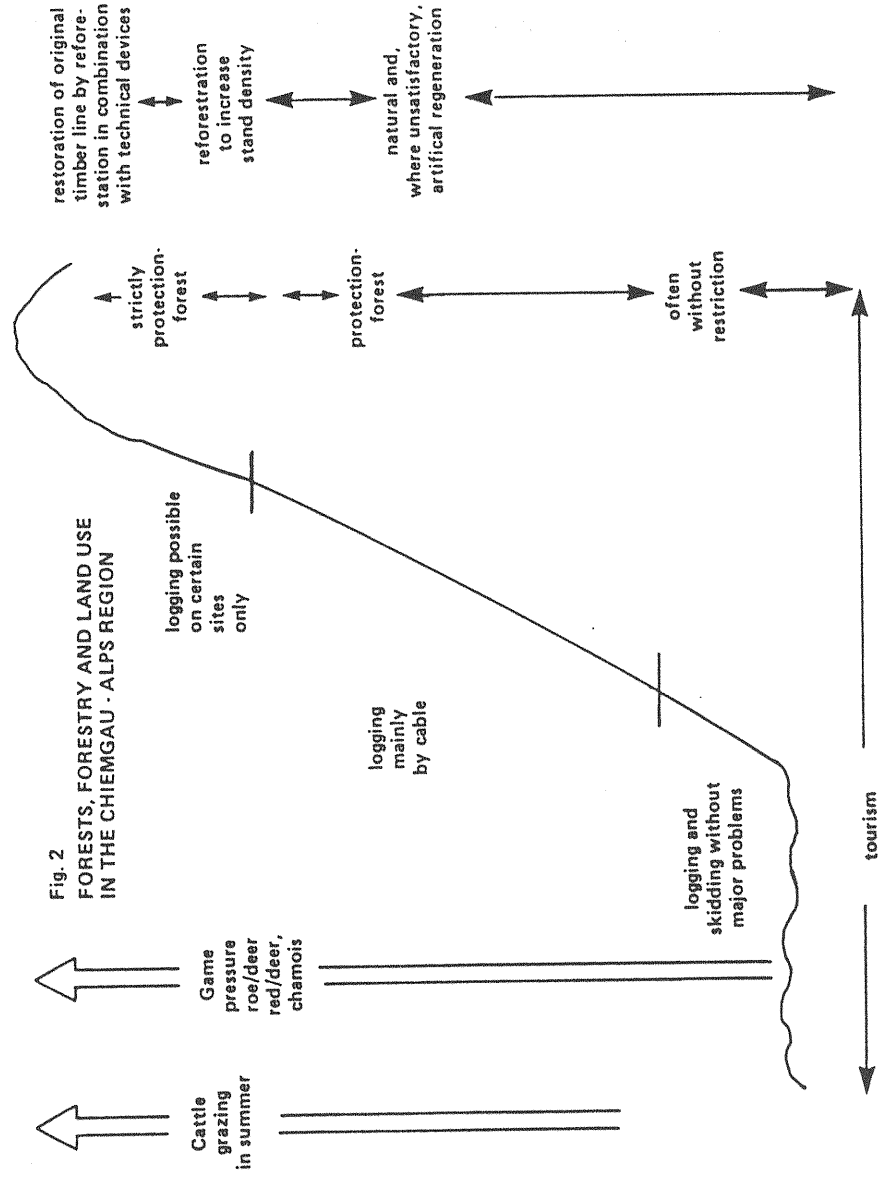 Fig. 2
FORESTS, FORESTRY AND LAND USE
IN THE CHIEMGAU - ALPS REGION
Cattle
grazing
in summer
Game
pressure
roe/deer
red/deer,
chamois
logging possible
on certain
sites
only
logging
mainly
by cable
logging and
skidding without
major problems
strictly
protection-
forest
protection-
forest
often
without
restriction
restoration of original
timber line by refore-
station in combination
with technical devices
reforestration
to increase
stand density
natural and,
where unsatisfactory,
artifical regeneration
tourism